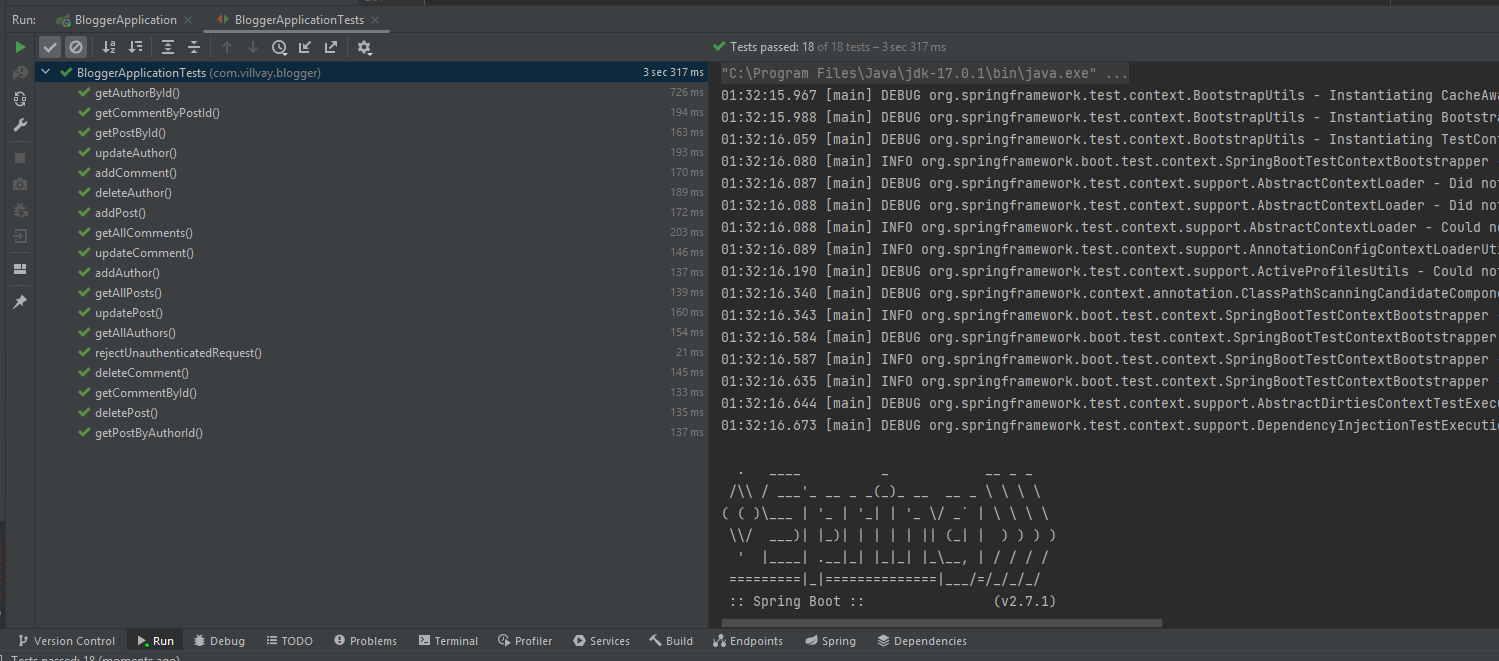 Run: BloggerApplication × BloggerApplicationTests ×
Tests passed: 18 of 18 tests – 3 sec 317 ms
BloggerApplicationTests (com.villvay.blogger) 3 sec 317 ms
getAuthorById() 726 ms
getCommentByPostId() 194 ms
getPostById() 163 ms
updateAuthor() 193 ms
addComment() 170 ms
deleteAuthor() 189 ms
addPost() 172 ms
getAllComments() 203 ms
updateComment() 146 ms
addAuthor() 137 ms
getAllPosts() 139 ms
updatePost() 160 ms
getAllAuthors() 154 ms
rejectUnauthenticatedRequest() 21 ms
deleteComment() 145 ms
getCommentById() 133 ms
deletePost() 135 ms
getPostByAuthorId() 137 ms
"C:\Program Files\Java\jdk-17.0.1\bin\java.exe" ...
01:32:15.967 [main] DEBUG org.springframework.test.context.BootstrapUtils - Instantiating CacheAwa
01:32:15.988 [main] DEBUG org.springframework.test.context.BootstrapUtils - Instantiating Bootstra
01:32:16.059 [main] DEBUG org.springframework.test.context.BootstrapUtils - Instantiating TestCont
01:32:16.080 [main] INFO org.springframework.boot.test.context.SpringBootTestContextBootstrapper
01:32:16.087 [main] DEBUG org.springframework.test.context.support.AbstractContextLoader - Did not
01:32:16.088 [main] DEBUG org.springframework.test.context.support.AbstractContextLoader - Did not
01:32:16.088 [main] INFO org.springframework.test.context.support.AbstractContextLoader - Could no
01:32:16.089 [main] INFO org.springframework.test.context.support.AnnotationConfigContextLoaderUti
01:32:16.190 [main] DEBUG org.springframework.test.context.support.ActiveProfilesUtils - Could not
01:32:16.340 [main] DEBUG org.springframework.context.annotation.ClassPathScanningCandidateCompone
01:32:16.343 [main] INFO org.springframework.boot.test.context.SpringBootTestContextBootstrapper
01:32:16.584 [main] DEBUG org.springframework.boot.test.context.SpringBootTestContextBootstrapper
01:32:16.587 [main] INFO org.springframework.boot.test.context.SpringBootTestContextBootstrapper
01:32:16.635 [main] INFO org.springframework.boot.test.context.SpringBootTestContextBootstrapper
01:32:16.644 [main] DEBUG org.springframework.test.context.support.AbstractDirtiesContextTestExecu
01:32:16.673 [main] DEBUG org.springframework.test.context.support.DependencyInjectionTestExecutio
  .   ____          _            __ _ _
 /\\ / ___'_ __ _ _(_)_ __  __ _ \ \ \ \
( ( )\___ | '_ | '_| | '_ \/ _` | \ \ \ \
 \\/  ___)| |_)| | | | | || (_| |  ) ) ) )
  '  |____| .__|_| |_|_| |_\__, | / / / /
 =========|_|==============|___/=/_/_/_/
 :: Spring Boot :: (v2.7.1)
Version Control Run Debug TODO Problems Terminal Profiler Services Build Endpoints Spring Dependencies
Tests passed: 18 (moments ago)